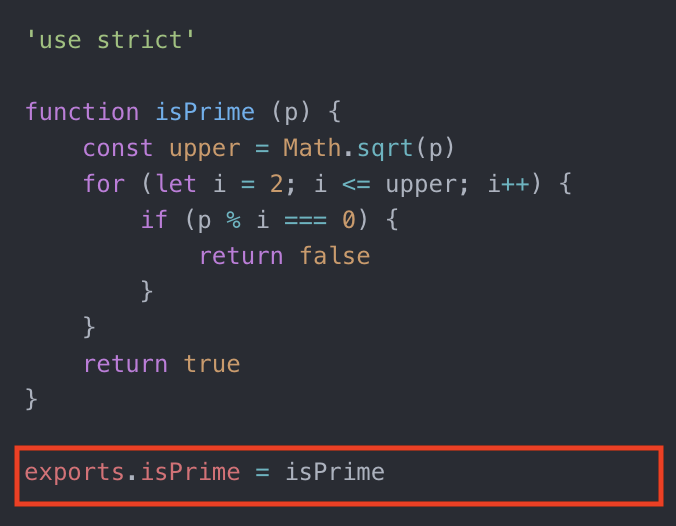 'use strict'
function isPrime (p) {
    const upper = Math.sqrt(p)
    for (let i = 2; i <= upper; i++) {
        if (p % i === 0) {
            return false
        }
    }
    return true
}
exports.isPrime = isPrime